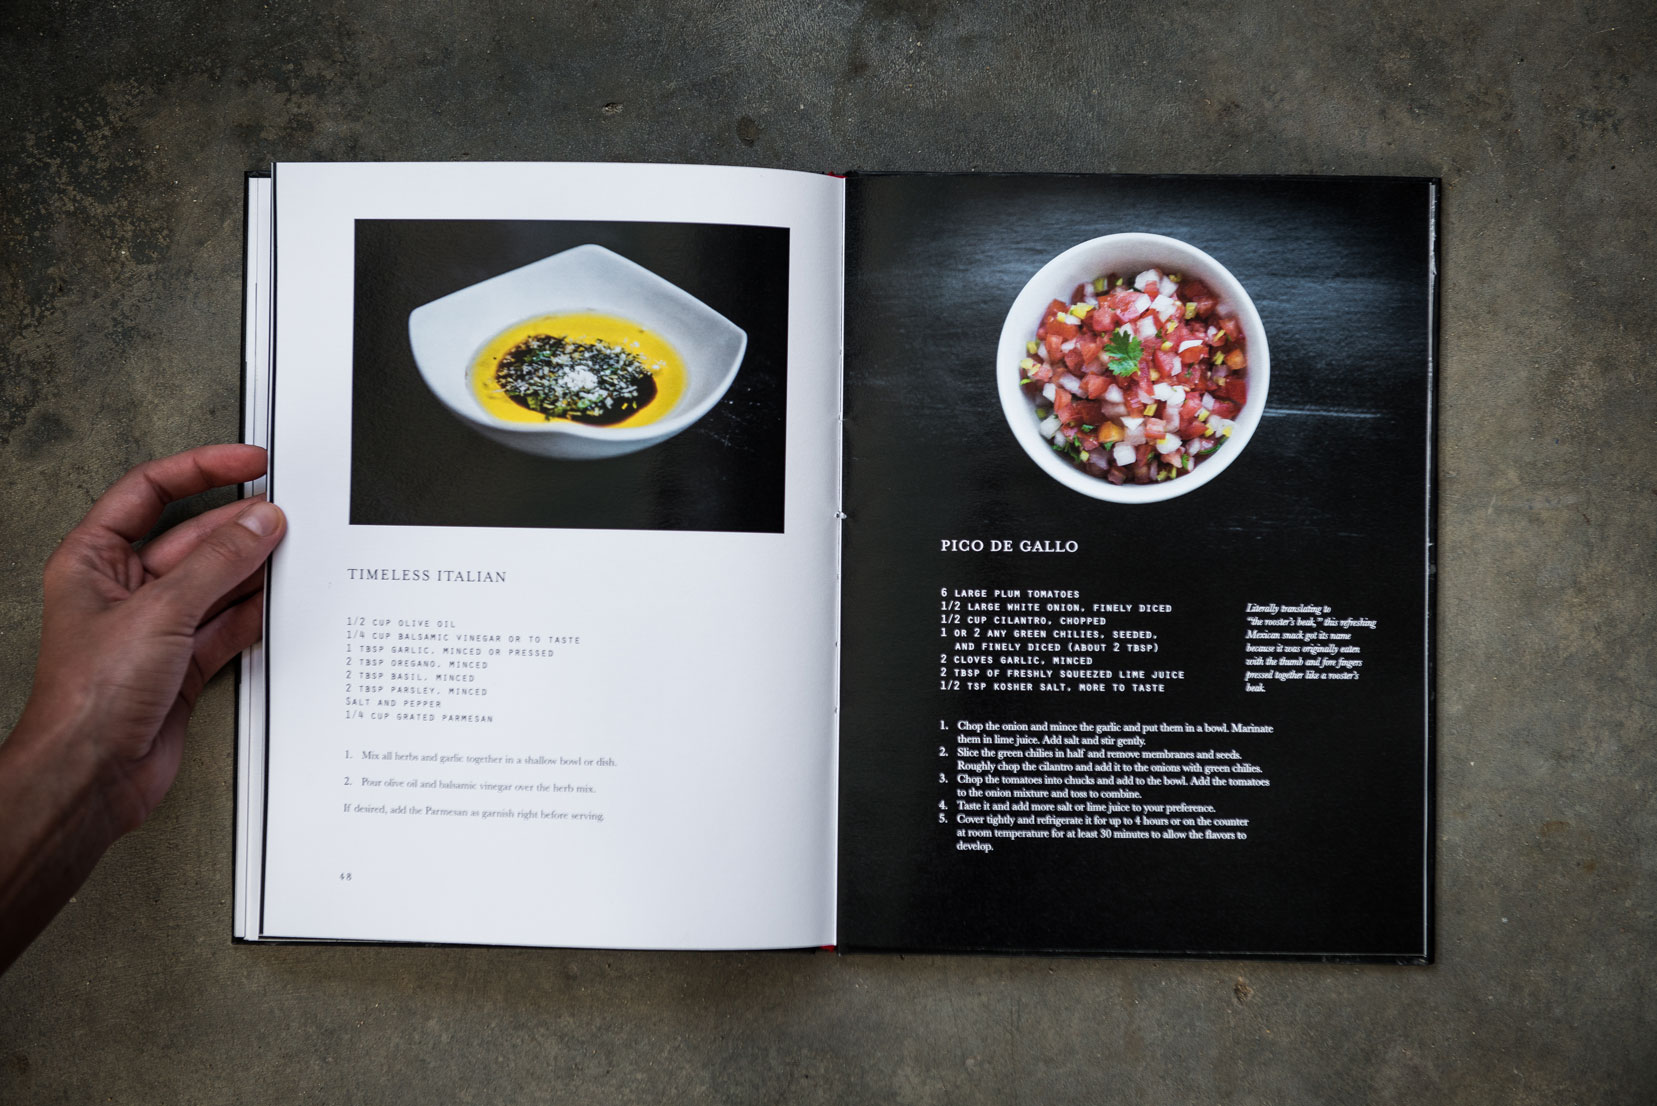 TIMELESS ITALIAN
1/2 CUP OLIVE OIL
1/4 CUP BALSAMIC VINEGAR OR TO TASTE
1 TBSP GARLIC, MINCED OR PRESSED
2 TBSP OREGANO, MINCED
2 TBSP BASIL, MINCED
2 TBSP PARSLEY, MINCED
SALT AND PEPPER
1/4 CUP GRATED PARMESAN
1. Mix all herbs and garlic together in a shallow bowl or dish.
2. Pour olive oil and balsamic vinegar over the herb mix.
If desired, add the Parmesan as garnish right before serving.
48
PICO DE GALLO
6 LARGE PLUM TOMATOES
1/2 LARGE WHITE ONION, FINELY DICED
1/2 CUP CILANTRO, CHOPPED
1 OR 2 ANY GREEN CHILIES, SEEDED,
AND FINELY DICED (ABOUT 2 TBSP)
2 CLOVES GARLIC, MINCED
2 TBSP OF FRESHLY SQUEEZED LIME JUICE
1/2 TSP KOSHER SALT, MORE TO TASTE
Literally translating to
"the rooster's beak," this refreshing
Mexican snack got its name
because it was originally eaten
with the thumb and fore fingers
pressed together like a rooster's
beak.
1. Chop the onion and mince the garlic and put them in a bowl. Marinate
them in lime juice. Add salt and stir gently.
2. Slice the green chilies in half and remove membranes and seeds.
Roughly chop the cilantro and add it to the onions with green chilies.
3. Chop the tomatoes into chucks and add to the bowl. Add the tomatoes
to the onion mixture and toss to combine.
4. Taste it and add more salt or lime juice to your preference.
5. Cover tightly and refrigerate it for up to 4 hours or on the counter
at room temperature for at least 30 minutes to allow the flavors to
develop.